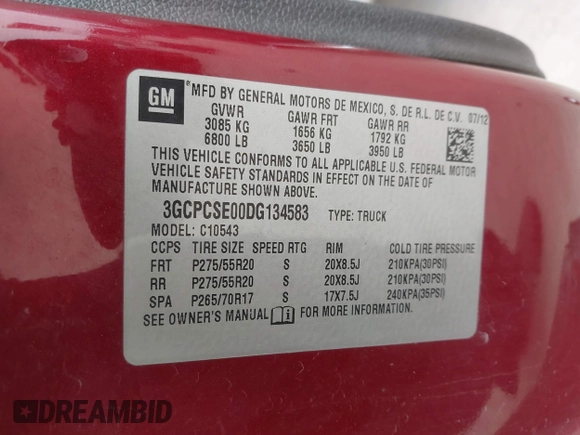 GM
*MFD BY GENERAL MOTORS DE MEXICO, S. DE R.L. DE C.V. 07/12
GVWR GAWR FRT GAWR RR
3085 KG 1656 KG 1792 KG
6800 LB 3650 LB 3950 LB
THIS VEHICLE CONFORMS TO ALL APPLICABLE U.S. FEDERAL MOTOR
VEHICLE SAFETY STANDARDS IN EFFECT ON THE DATE OF
MANUFACTURE SHOWN ABOVE.
3GCPCSE00DG134583 TYPE: TRUCK
MODEL: C10543
CCPS TIRE SIZE SPEED RTG RIM COLD TIRE PRESSURE
FRT P275/55R20 S 20X8.5J 210KPA(30PSI)
RR P275/55R20 S 20X8.5J 210KPA(30PSI)
SPA P265/70R17 S 17X7.5J 240KPA(35PSI)
SEE OWNER'S MANUAL i FOR MORE INFORMATION.
DREAMBID